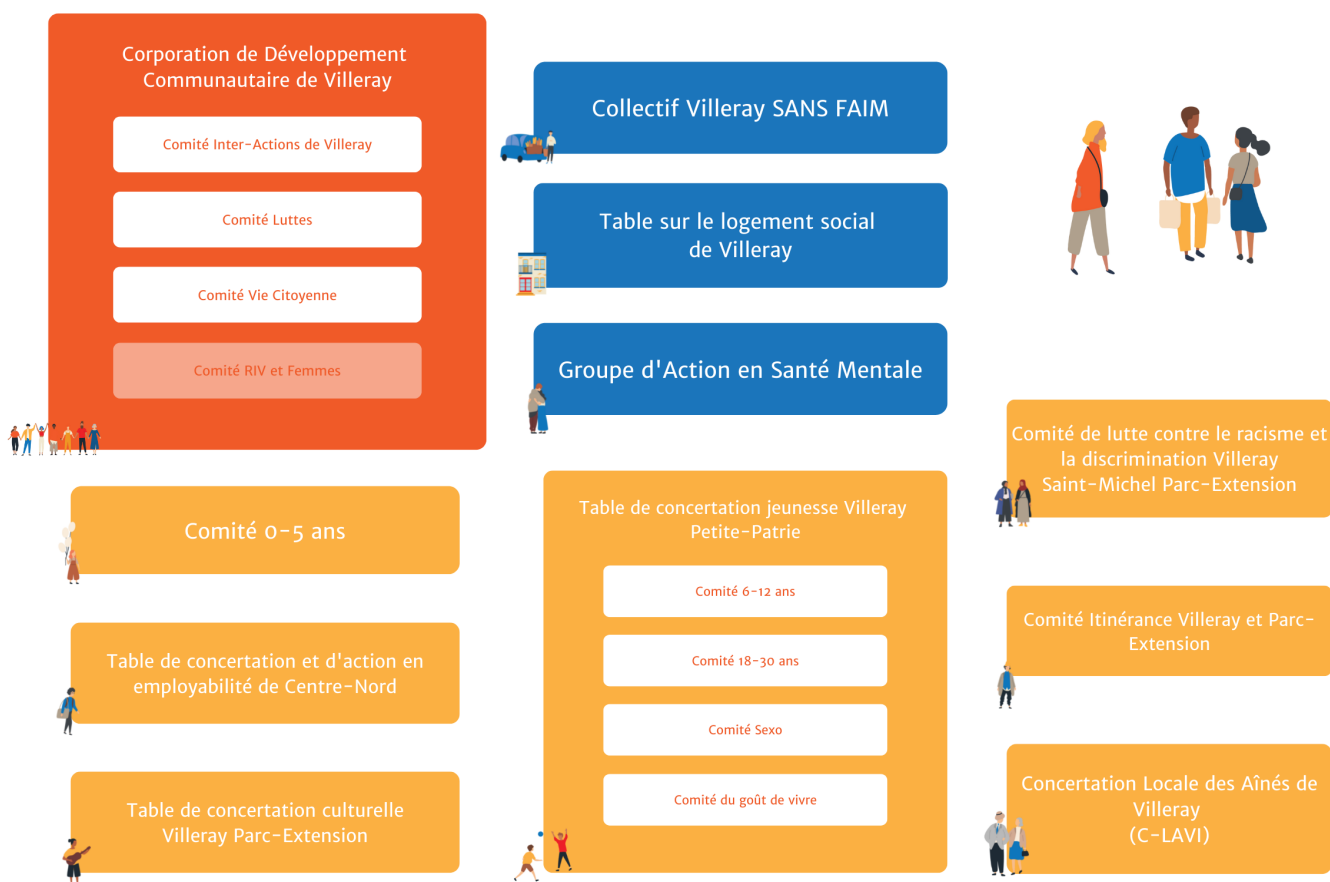 Corporation de Développement
Communautaire de Villeray
Comité Inter-Actions de Villeray
Comité Luttes
Comité Vie Citoyenne
Comité RIV et Femmes
Collectif Villeray SANS FAIM
Table sur le logement social
de Villeray
Groupe d'Action en Santé Mentale
Comité 0-5 ans
Table de concertation et d'action en
employabilité de Centre-Nord
Table de concertation culturelle
Villeray Parc-Extension
Table de concertation jeunesse Villeray
Petite-Patrie
Comité 6-12 ans
Comité 18-30 ans
Comité Sexo
Comité du goût de vivre
Comité de lutte contre le racisme et
la discrimination Villeray
Saint-Michel Parc-Extension
Comité Itinérance Villeray et Parc-
Extension
Concertation Locale des Aînés de
Villeray
(C-LAVI)